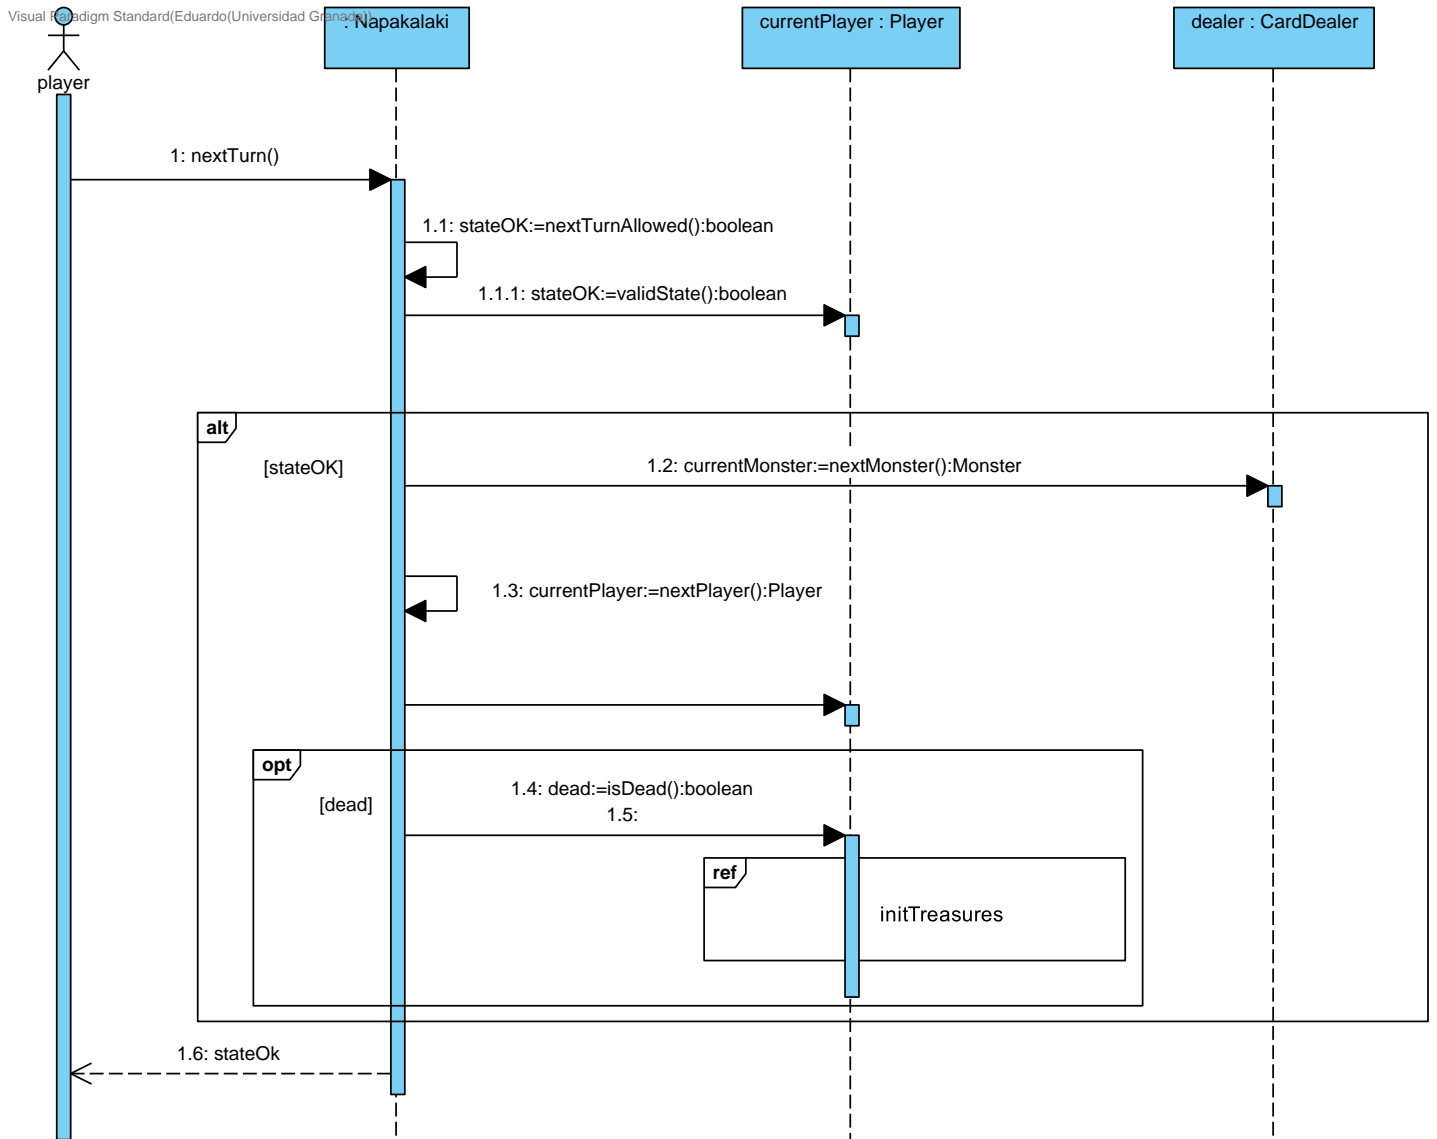 Visual Paradigm Standard(Eduardo(Universidad Granada))
player
: Napakalaki
currentPlayer : Player
dealer : CardDealer
1: nextTurn()
1.1: stateOK:=nextTurnAllowed():boolean
1.1.1: stateOK:=validState():boolean
alt
[stateOK]
1.2: currentMonster:=nextMonster():Monster
1.3: currentPlayer:=nextPlayer():Player
opt
[dead]
1.4: dead:=isDead():boolean
1.5:
ref
initTreasures
1.6: stateOk